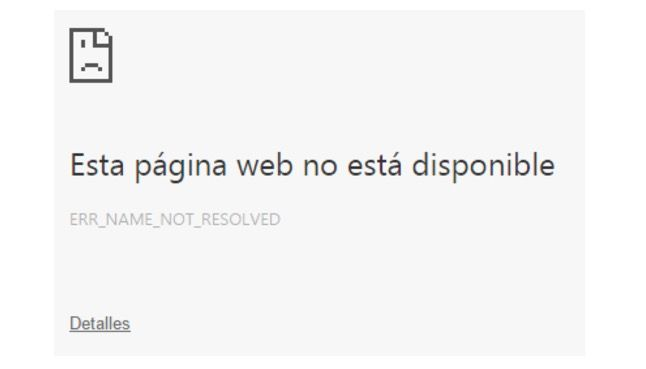 Esta página web no está disponible
ERR_NAME_NOT_RESOLVED
Detalles